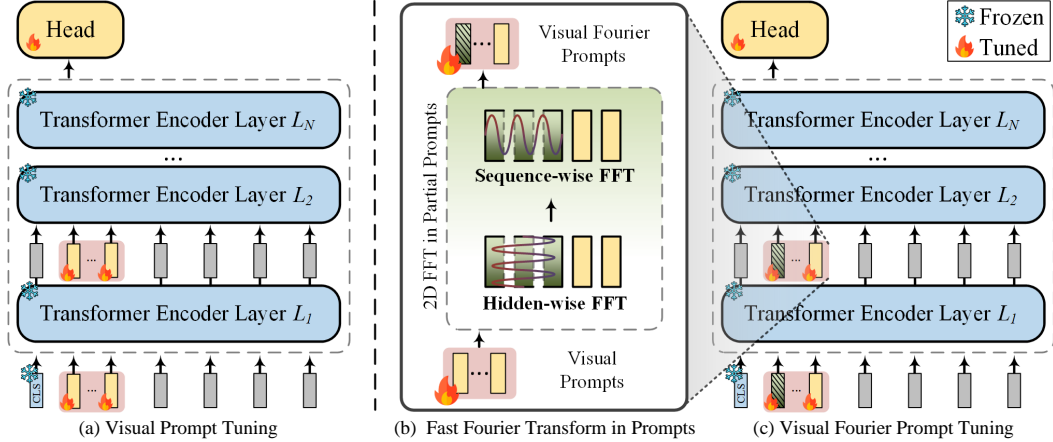 Head
Transformer Encoder Layer L_N
...
Transformer Encoder Layer L_2
...
Transformer Encoder Layer L_1
CLS
...
(a) Visual Prompt Tuning
...
Visual Fourier
Prompts
2D FFT in Partial Prompts
Sequence-wise FFT
Hidden-wise FFT
...
Visual
Prompts
(b) Fast Fourier Transform in Prompts
Head
Frozen
Tuned
Transformer Encoder Layer L_N
...
Transformer Encoder Layer L_2
...
Transformer Encoder Layer L_1
CLS
...
(c) Visual Fourier Prompt Tuning